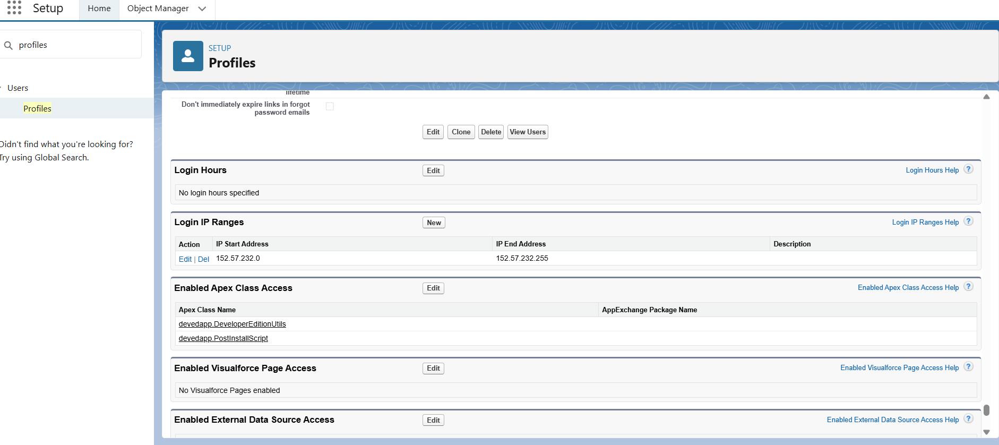 Setup
Home
Object Manager
profiles
Users
Profiles
Didn't find what you're looking for?
Try using Global Search.
SETUP
Profiles
lifetime
Don't immediately expire links in forgot
password emails
Edit Clone Delete View Users
Login Hours Edit Login Hours Help ?
No login hours specified
Login IP Ranges New Login IP Ranges Help ?
Action IP Start Address IP End Address Description
Edit | Del 152.57.232.0 152.57.232.255
Enabled Apex Class Access Edit Enabled Apex Class Access Help ?
Apex Class Name AppExchange Package Name
devedapp.DeveloperEditionUtils
devedapp.PostInstallScript
Enabled Visualforce Page Access Edit Enabled Visualforce Page Access Help ?
No Visualforce Pages enabled
Enabled External Data Source Access Edit Enabled External Data Source Access Help ?